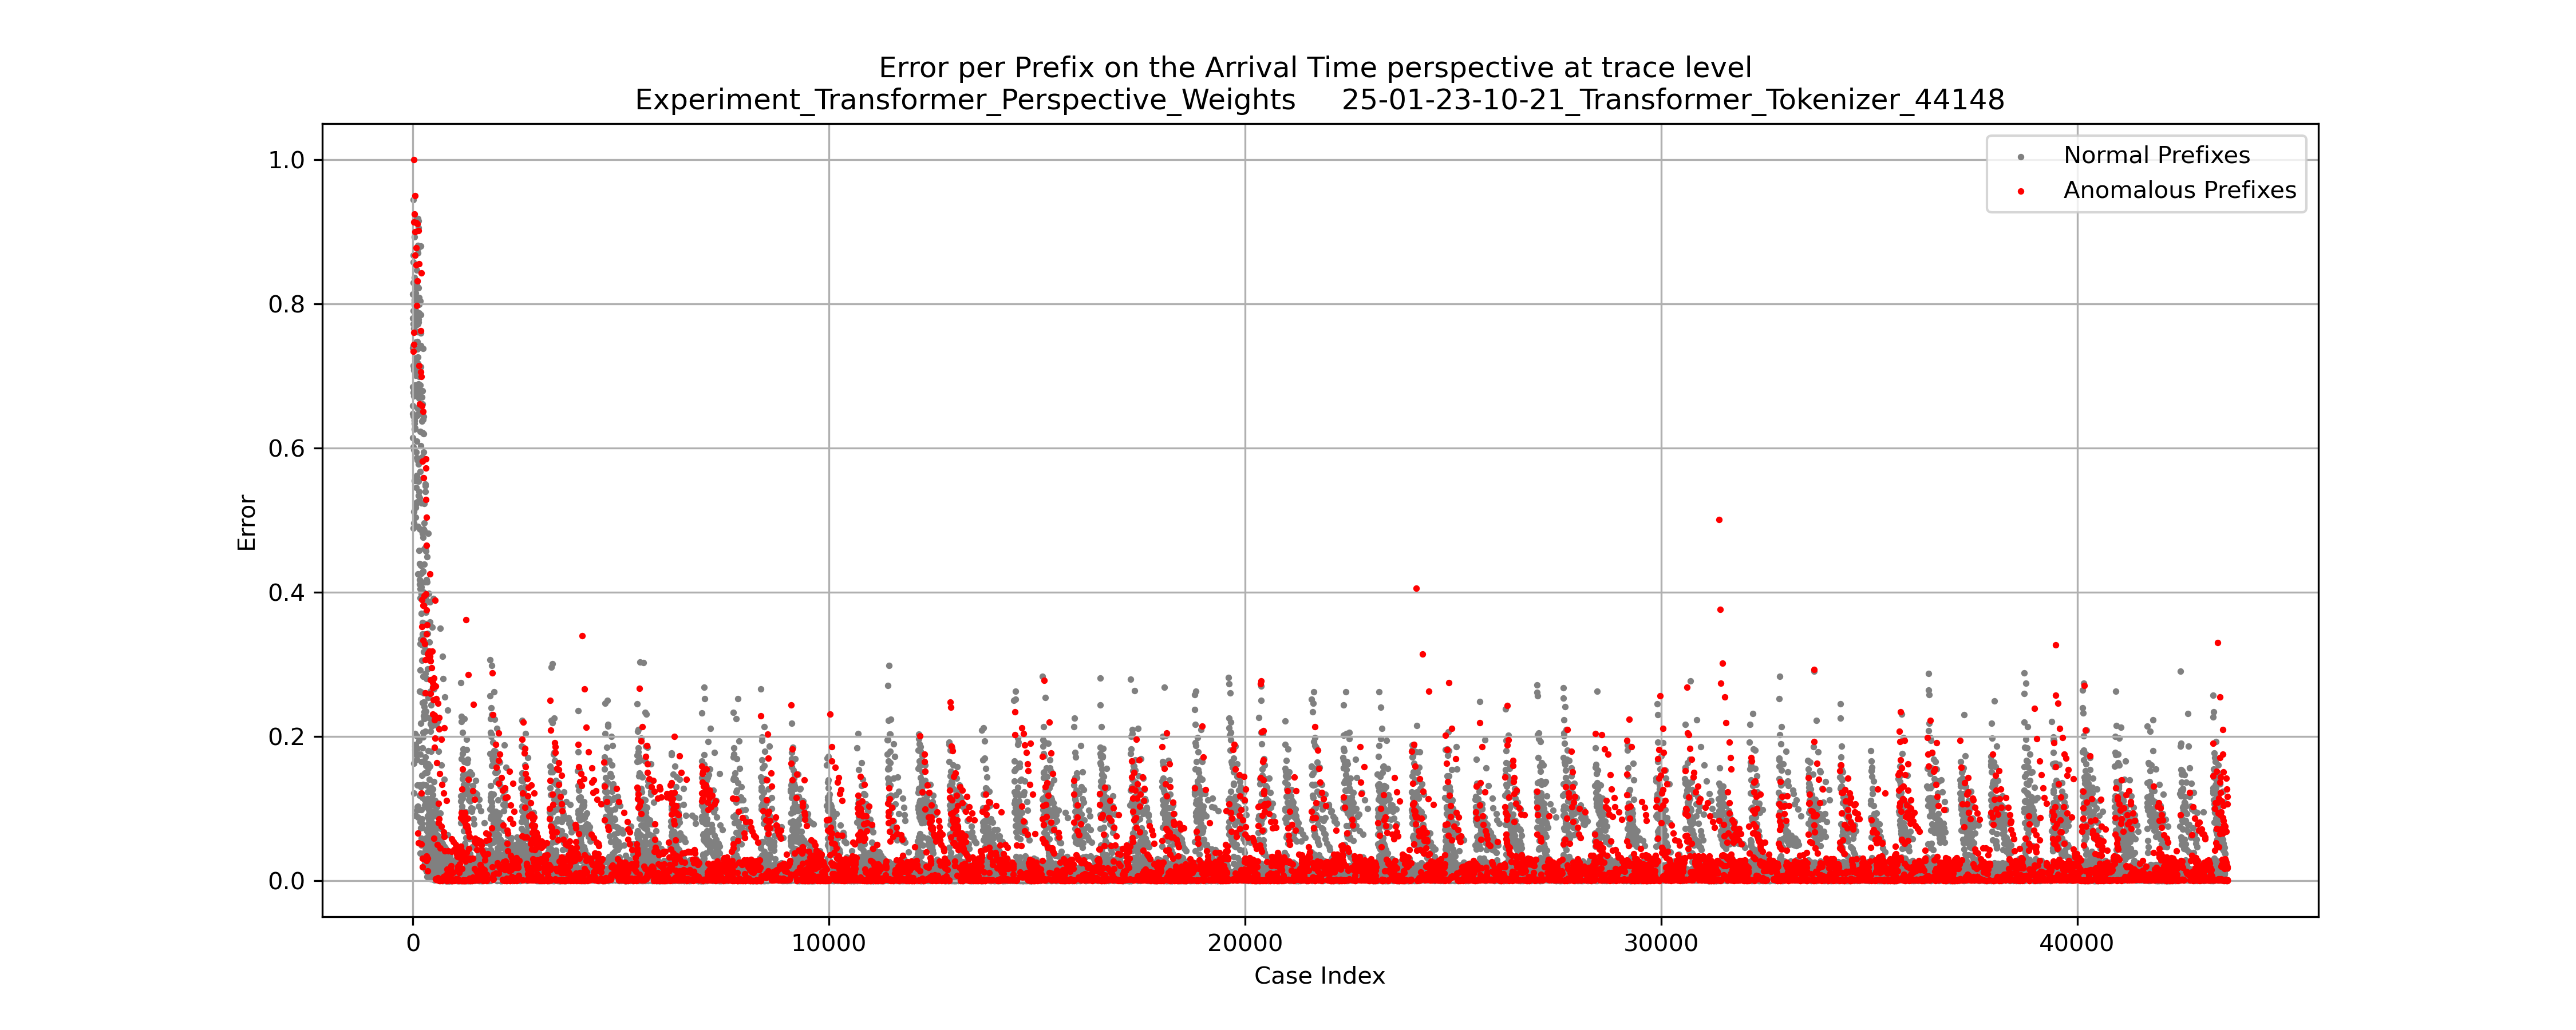 Error per Prefix on the Arrival Time perspective at trace level
Experiment_Transformer_Perspective_Weights     25-01-23-10-21_Transformer_Tokenizer_44148
Normal Prefixes
Anomalous Prefixes
1.0
0.8
0.6
0.4
0.2
0.0
Error
0
10000
20000
30000
40000
Case Index